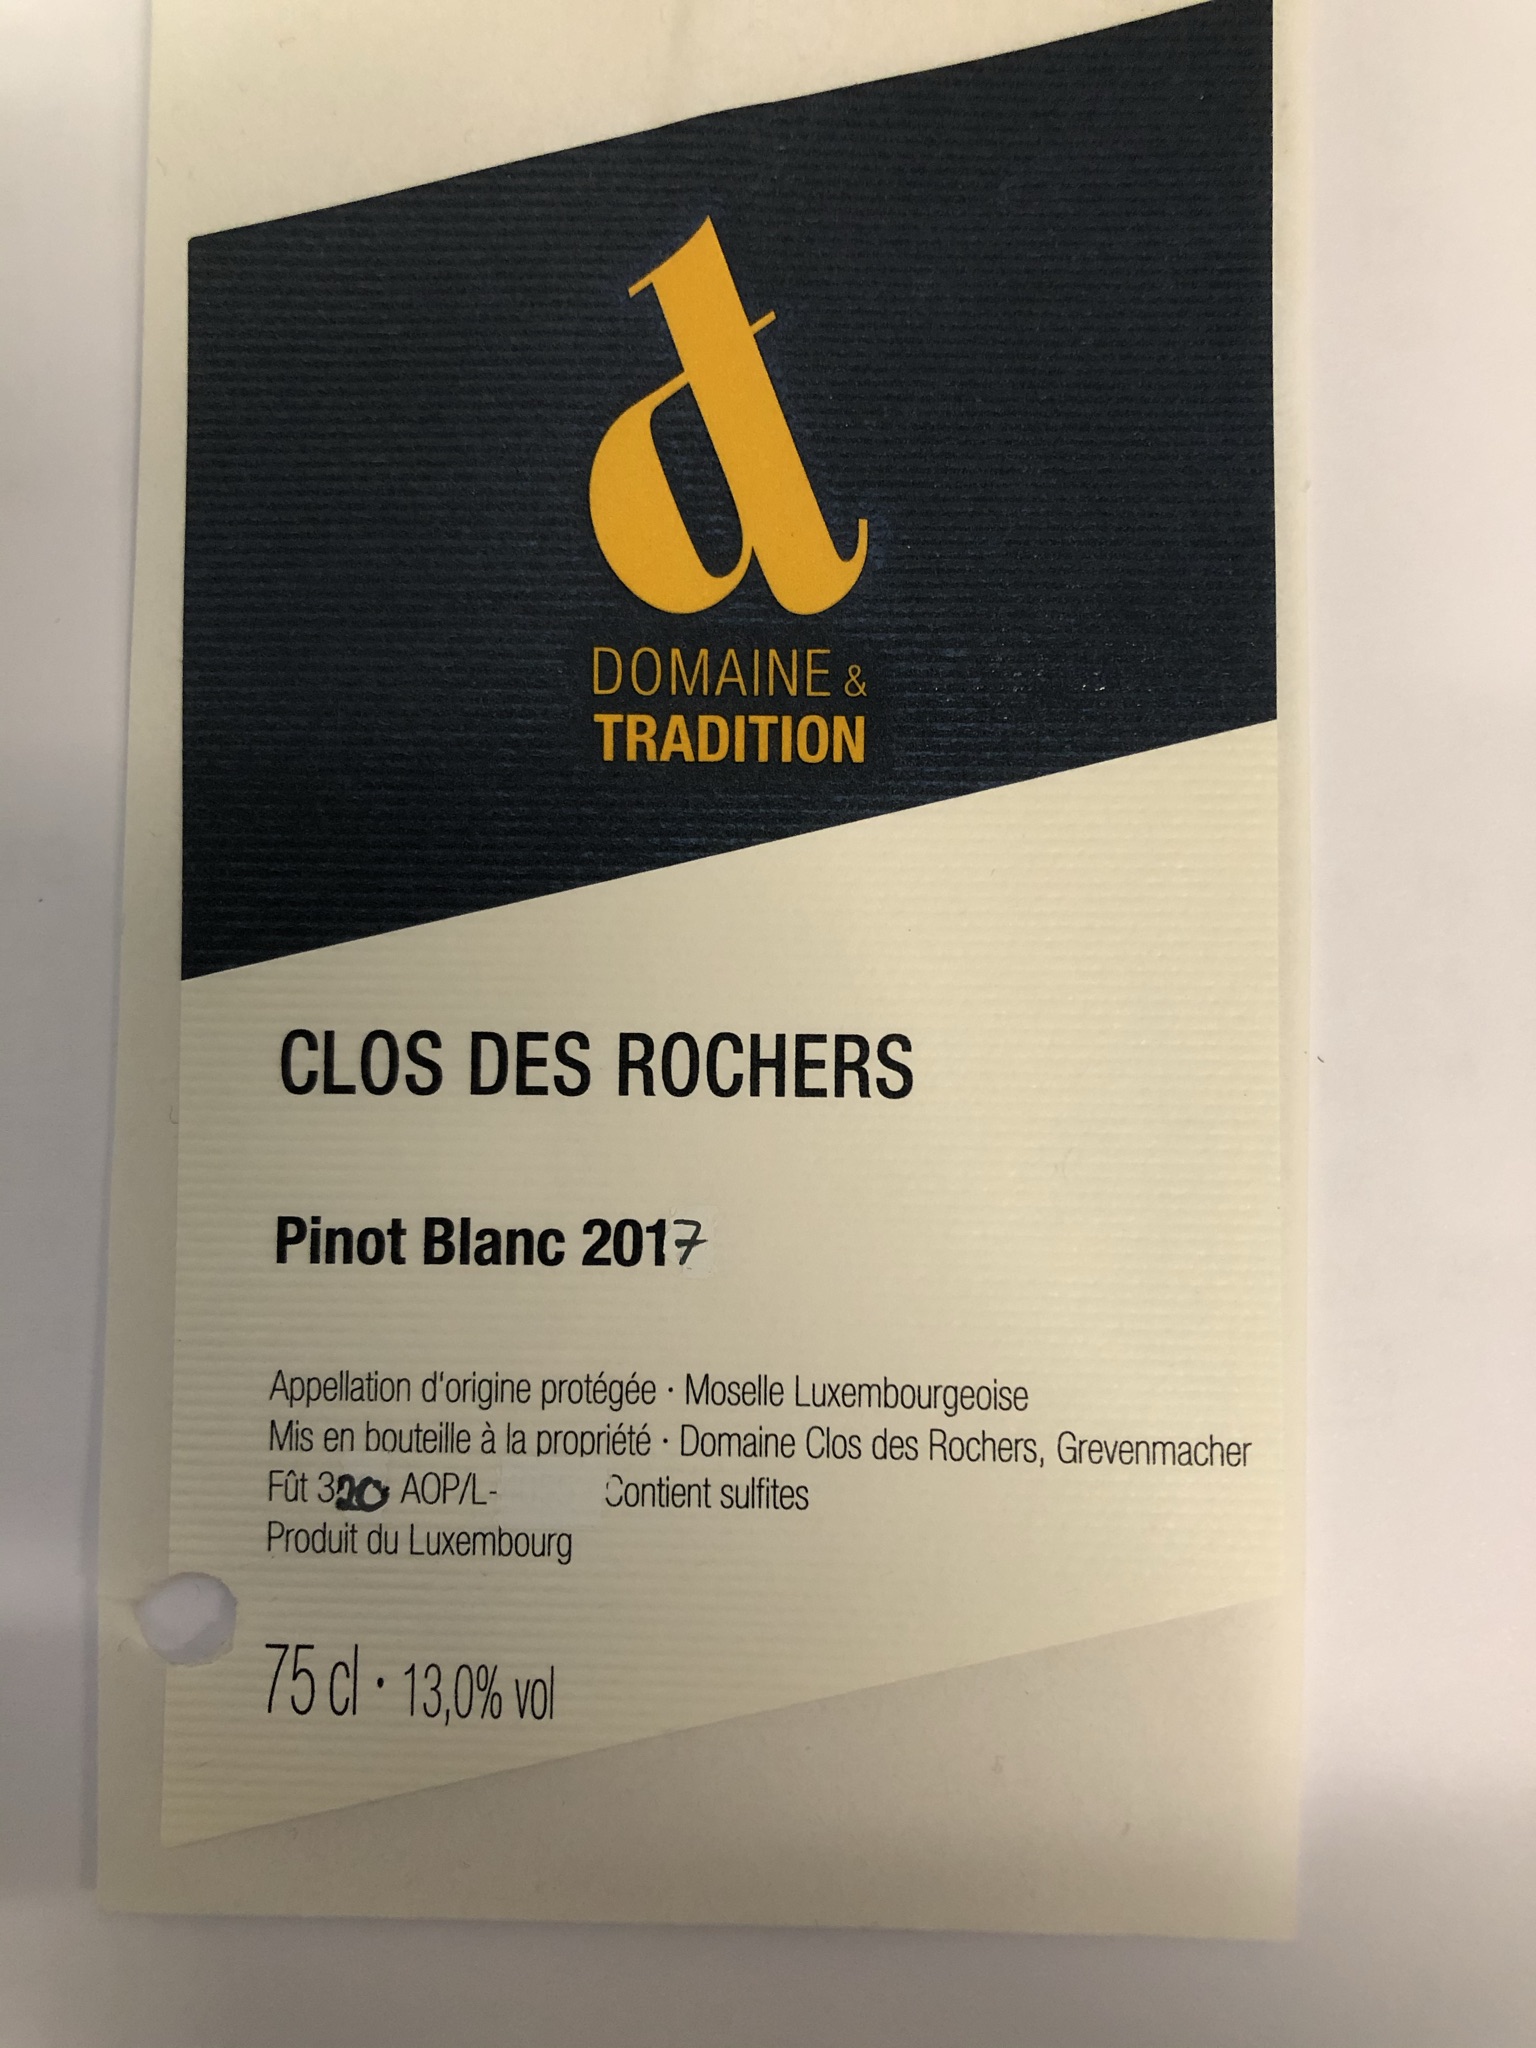 d
DOMAINE &
TRADITION
CLOS DES ROCHERS
Pinot Blanc 2017
Appellation d'origine protégée · Moselle Luxembourgeoise
Mis en bouteille à la propriété · Domaine Clos des Rochers, Grevenmacher
Fût 320 AOP/L- Contient sulfites
Produit du Luxembourg
75 cl · 13,0% vol